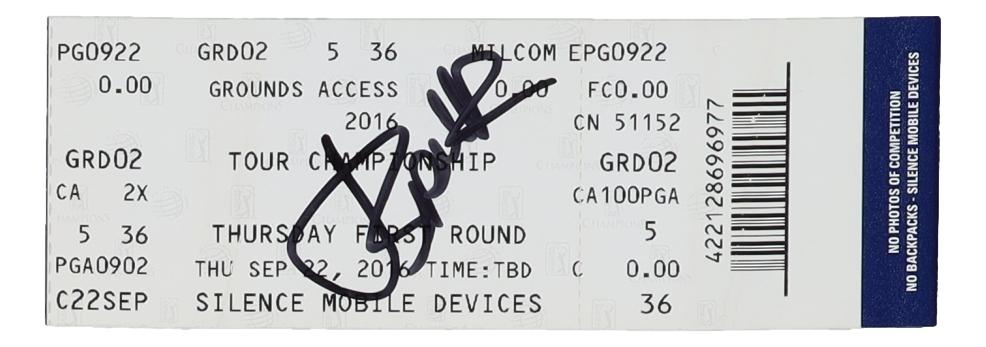 PG0922 GRD02 5 36 MILCOM EPG0922
0.00 GROUNDS ACCESS 0.00 FC0.00
2016 CN 51152
GRD02 TOUR CHAMPIONSHIP GRD02
CA 2X CA100PGA
5 36 THURSDAY FIRST ROUND 5
PGA0902 THU SEP 22, 2016 TIME:TBD C 0.00
C22SEP SILENCE MOBILE DEVICES 36
4221286969​77
NO PHOTOS OF COMPETITION
NO BACKPACKS - SILENCE MOBILE DEVICES